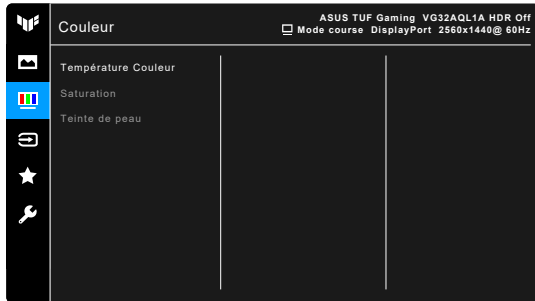 Couleur
ASUS TUF Gaming VG32AQL1A HDR Off
Mode course DisplayPort 2560x1440@ 60Hz
Température Couleur
Saturation
Teinte de peau